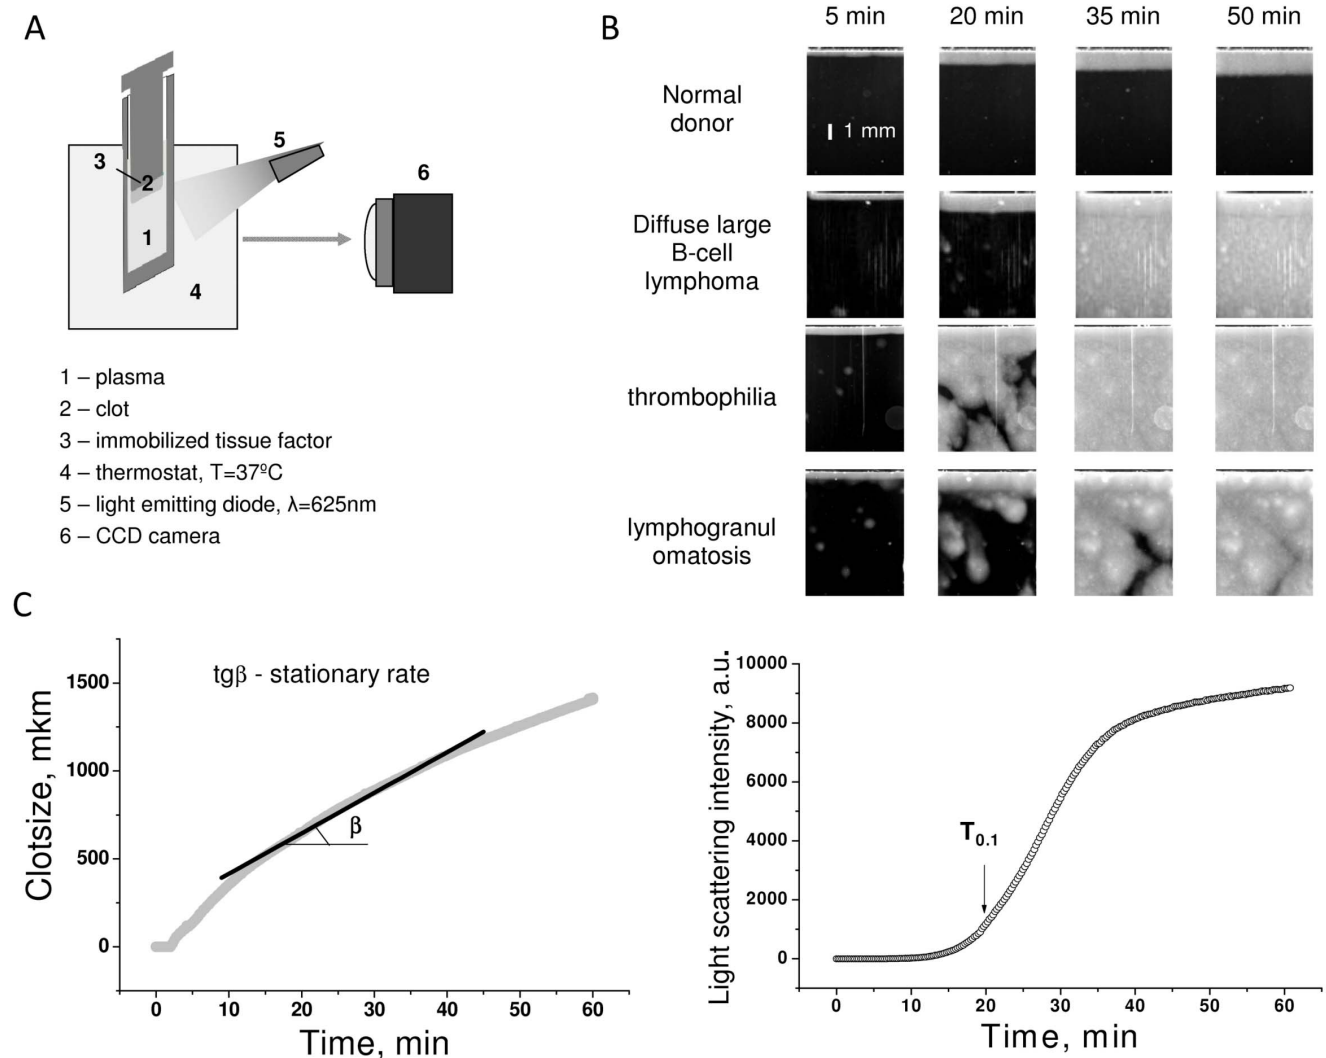 A
5
3
2
6
1
4
1 – plasma
2 – clot
3 – immobilized tissue factor
4 – thermostat, T=37ºC
5 – light emitting diode, λ=625nm
6 – CCD camera
B
5 min 20 min 35 min 50 min
Normal
donor
1 mm
Diffuse large
B-cell
lymphoma
thrombophilia
lymphogranul
omatosis
C
tgβ - stationary rate
β
Clotsize, mkm
1500
1000
500
0
0 10 20 30 40 50 60
Time, min
Light scattering intensity, a.u.
10000
8000
6000
4000
2000
0
T0.1
0 10 20 30 40 50 60
Time, min